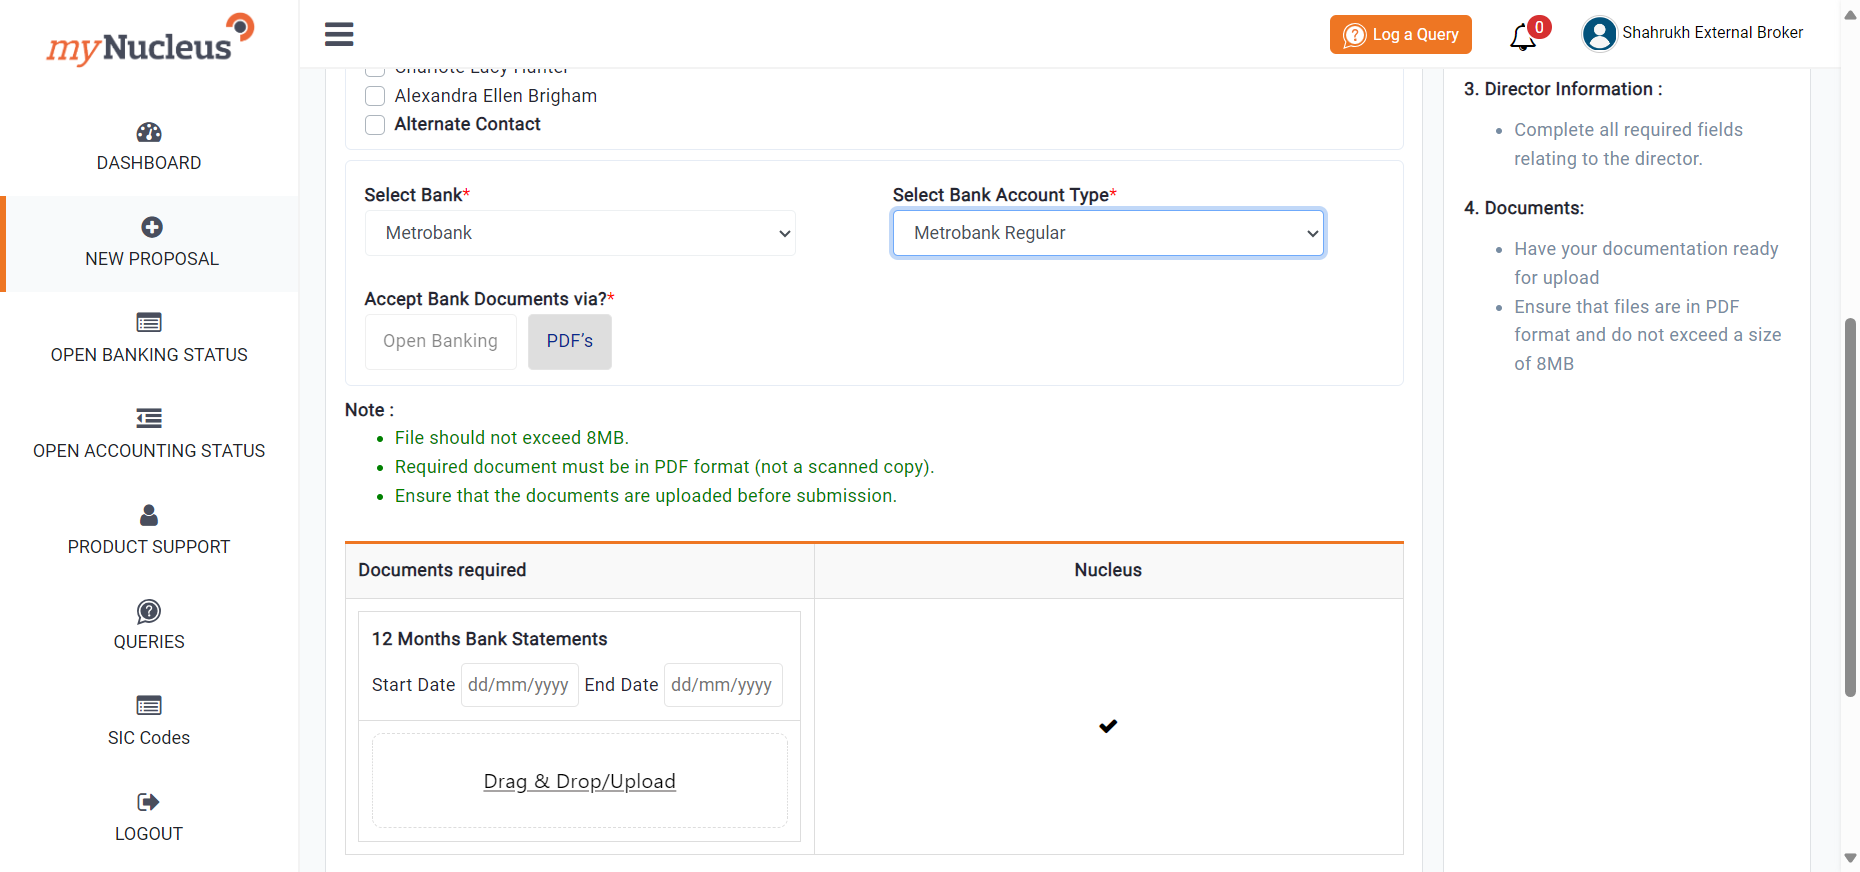 myNucleus
Log a Query
0
Shahrukh External Broker
DASHBOARD
NEW PROPOSAL
OPEN BANKING STATUS
OPEN ACCOUNTING STATUS
PRODUCT SUPPORT
QUERIES
SIC Codes
LOGOUT
Lucy Hunter
Alexandra Ellen Brigham
Alternate Contact
Select Bank*
Metrobank
Select Bank Account Type*
Metrobank Regular
Accept Bank Documents via?*
Open Banking
PDF’s
Note :
File should not exceed 8MB.
Required document must be in PDF format (not a scanned copy).
Ensure that the documents are uploaded before submission.
Documents required
Nucleus
12 Months Bank Statements
Start Date dd/mm/yyyy End Date dd/mm/yyyy
Drag & Drop/Upload
3. Director Information :
Complete all required fields
relating to the director.
4. Documents:
Have your documentation ready
for upload
Ensure that files are in PDF
format and do not exceed a size
of 8MB